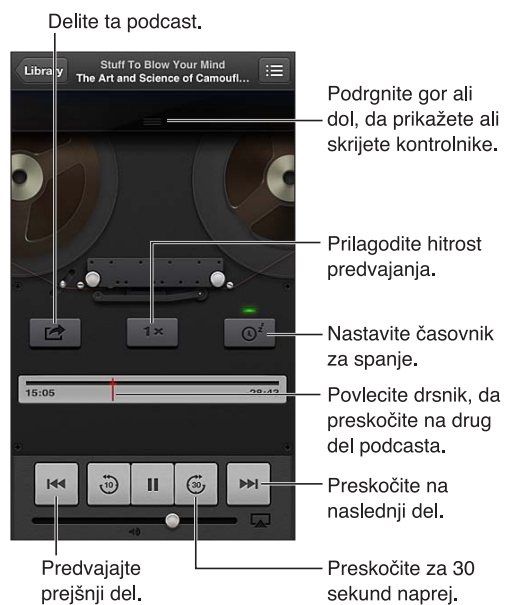 Delite ta podcast.
Library
Stuff To Blow Your Mind
The Art and Science of Camoufl...
Podrgnite gor ali
dol, da prikažete ali
skrijete kontrolnike.
Prilagodite hitrost
predvajanja.
1×
z
z
Nastavite časovnik
za spanje.
15:05
-28:43
Povlecite drsnik, da
preskočite na drug
del podcasta.
10
30
Preskočite na
naslednji del.
Predvajajte
prejšnji del.
Preskočite za 30
sekund naprej.